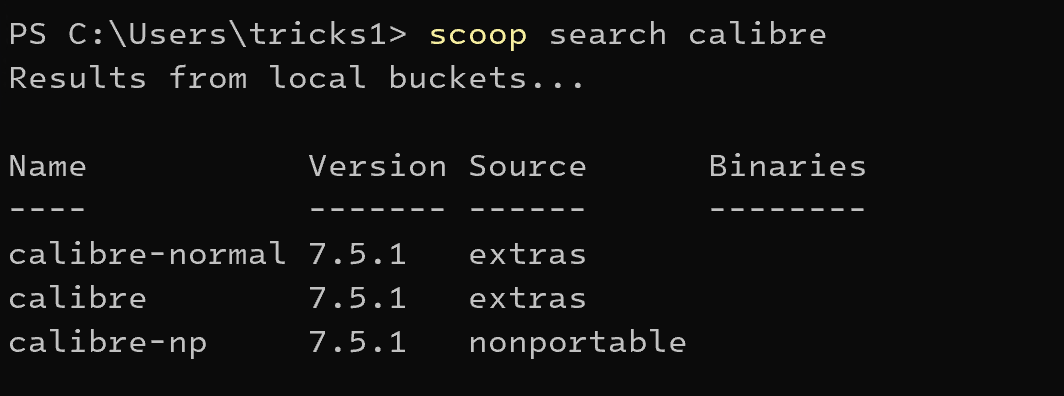 PS C:\Users\tricks1> scoop search calibre
Results from local buckets...

Name           Version Source      Binaries
----           ------- ------      --------
calibre-normal 7.5.1   extras
calibre        7.5.1   extras
calibre-np     7.5.1   nonportable